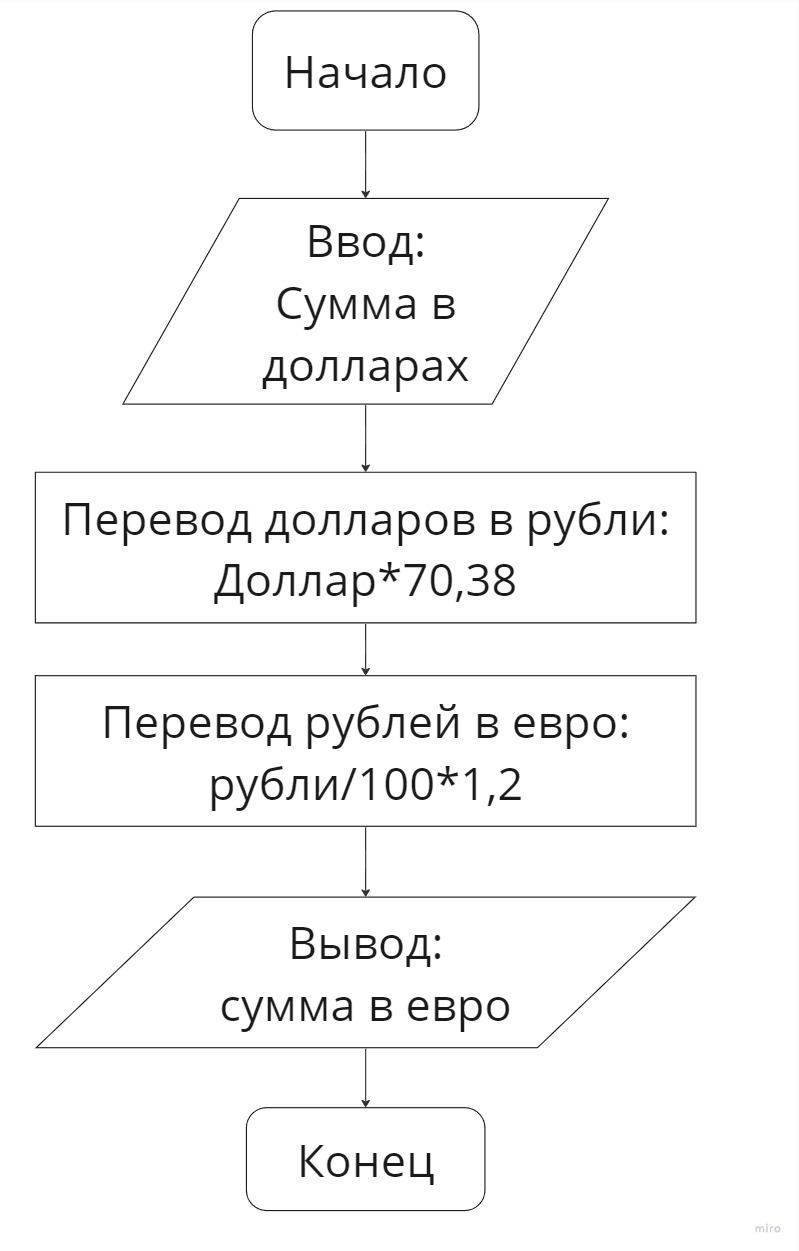 Начало
Ввод:
Сумма в
долларах
Перевод долларов в рубли:
Доллар*70,38
Перевод рублей в евро:
рубли/100*1,2
Вывод:
сумма в евро
Конец
miro